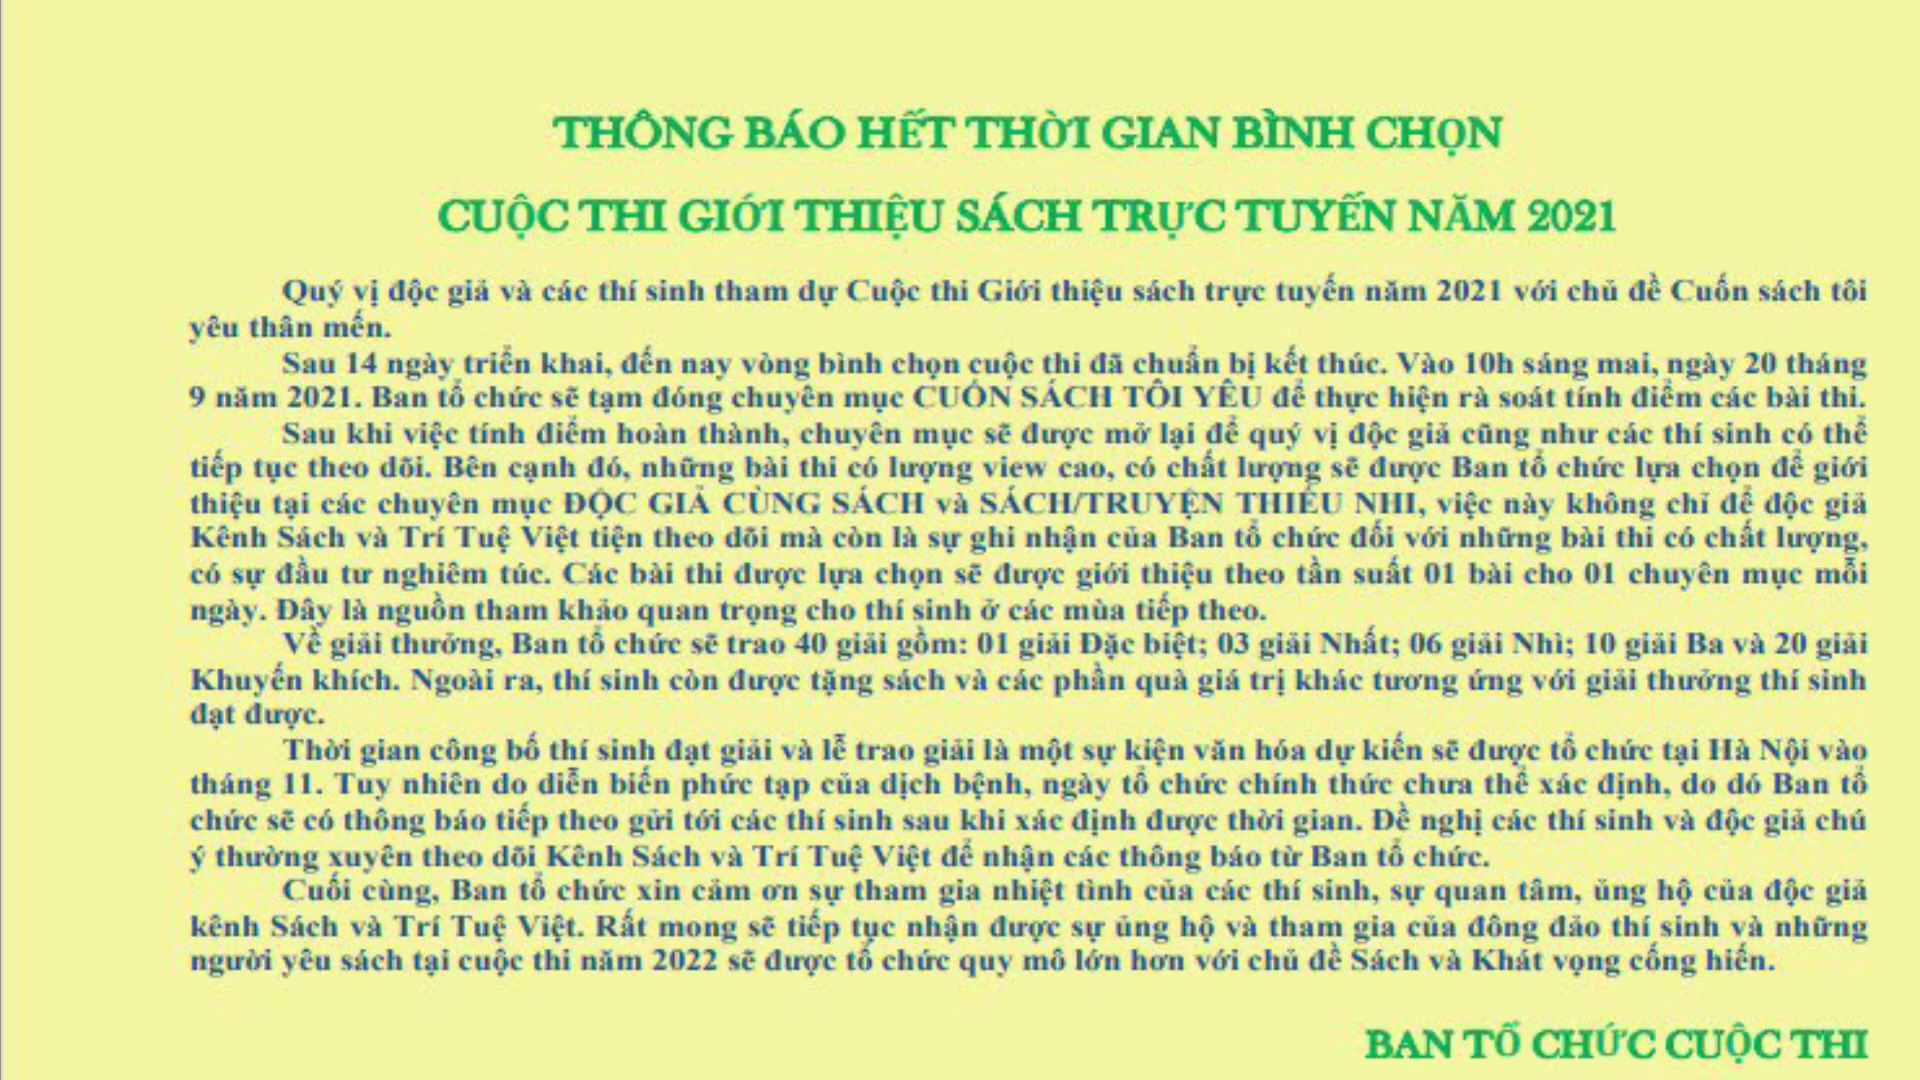 THÔNG BÁO HẾT THỜI GIAN BÌNH CHỌN
CUỘC THI GIỚI THIỆU SÁCH TRỰC TUYẾN NĂM 2021
Quý vị độc giả và các thí sinh tham dự Cuộc thi Giới thiệu sách trực tuyến năm 2021 với chủ đề Cuốn sách tôi
yêu thân mến.
Sau 14 ngày triển khai, đến nay vòng bình chọn cuộc thi đã chuẩn bị kết thúc. Vào 10h sáng mai, ngày 20 tháng
9 năm 2021. Ban tổ chức sẽ tạm đóng chuyên mục CUỐN SÁCH TÔI YÊU để thực hiện rà soát tính điểm các bài thi.
Sau khi việc tính điểm hoàn thành, chuyên mục sẽ được mở lại để quý vị độc giả cũng như các thí sinh có thể
tiếp tục theo dõi. Bên cạnh đó, những bài thi có lượng view cao, có chất lượng sẽ được Ban tổ chức lựa chọn để giới
thiệu tại các chuyên mục ĐỘC GIẢ CÙNG SÁCH và SÁCH/TRUYỆN THIẾU NHI, việc này không chỉ để độc giả
Kênh Sách và Trí Tuệ Việt tiện theo dõi mà còn là sự ghi nhận của Ban tổ chức đối với những bài thi có chất lượng,
có sự đầu tư nghiêm túc. Các bài thi được lựa chọn sẽ được giới thiệu theo tần suất 01 bài cho 01 chuyên mục mỗi
ngày. Đây là nguồn tham khảo quan trọng cho thí sinh ở các mùa tiếp theo.
Về giải thưởng, Ban tổ chức sẽ trao 40 giải gồm: 01 giải Đặc biệt; 03 giải Nhất; 06 giải Nhì; 10 giải Ba và 20 giải
Khuyến khích. Ngoài ra, thí sinh còn được tặng sách và các phần quà giá trị khác tương ứng với giải thưởng thí sinh
đạt được.
Thời gian công bố thí sinh đạt giải và lễ trao giải là một sự kiện văn hóa dự kiến sẽ được tổ chức tại Hà Nội vào
tháng 11. Tuy nhiên do diễn biến phức tạp của dịch bệnh, ngày tổ chức chính thức chưa thể xác định, do dó Ban tổ
chức sẽ có thông báo tiếp theo gửi tới các thí sinh sau khi xác định được thời gian. Đề nghị các thí sinh và độc giả chú
ý thường xuyên theo dõi Kênh Sách và Trí Tuệ Việt để nhận các thông báo từ Ban tổ chức.
Cuối cùng, Ban tổ chức xin cảm ơn sự tham gia nhiệt tình của các thí sinh, sự quan tâm, ủng hộ của độc giả
kênh Sách và Trí Tuệ Việt. Rất mong sẽ tiếp tục nhận được sự ủng hộ và tham gia của đông đảo thí sinh và những
người yêu sách tại cuộc thi năm 2022 sẽ được tổ chức quy mô lớn hơn với chủ đề Sách và Khát vọng cống hiến.
BAN TỔ CHỨC CUỘC THI